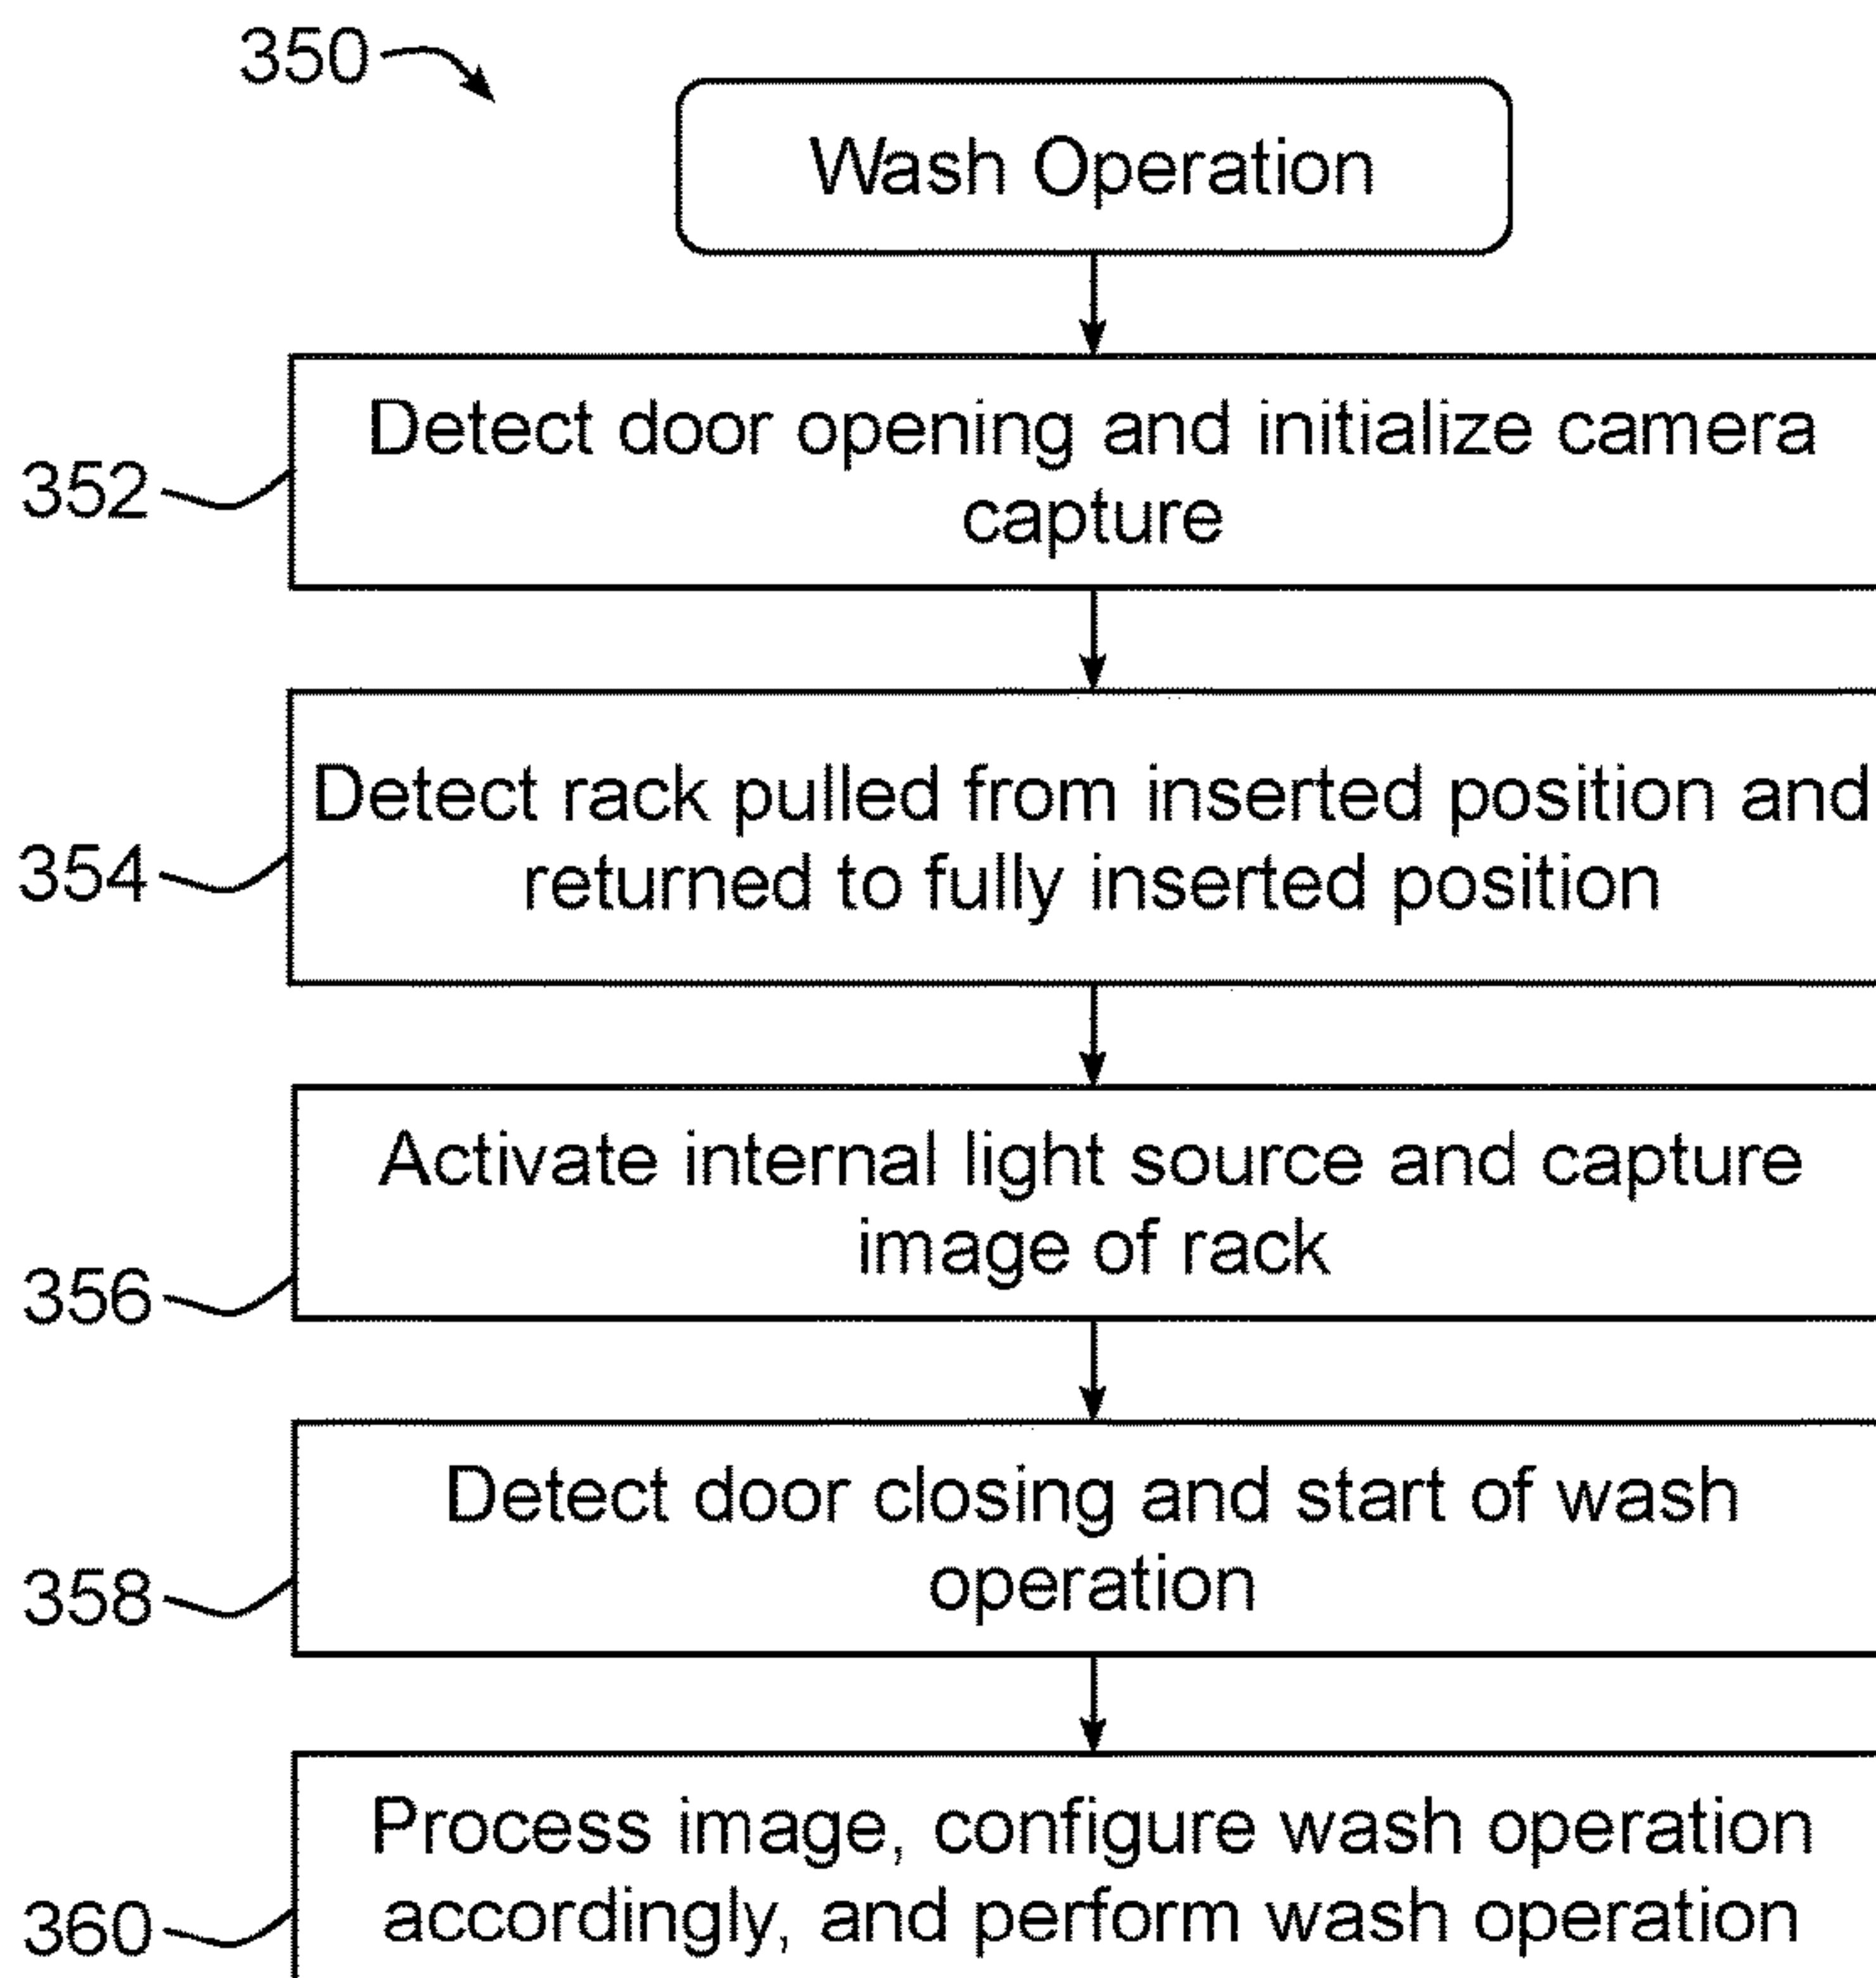 350
Wash Operation
Detect door opening and initialize camera
capture
352
Detect rack pulled from inserted position and
returned to fully inserted position
354
Activate internal light source and capture
image of rack
356
Detect door closing and start of wash
operation
358
Process image, configure wash operation
accordingly, and perform wash operation
360